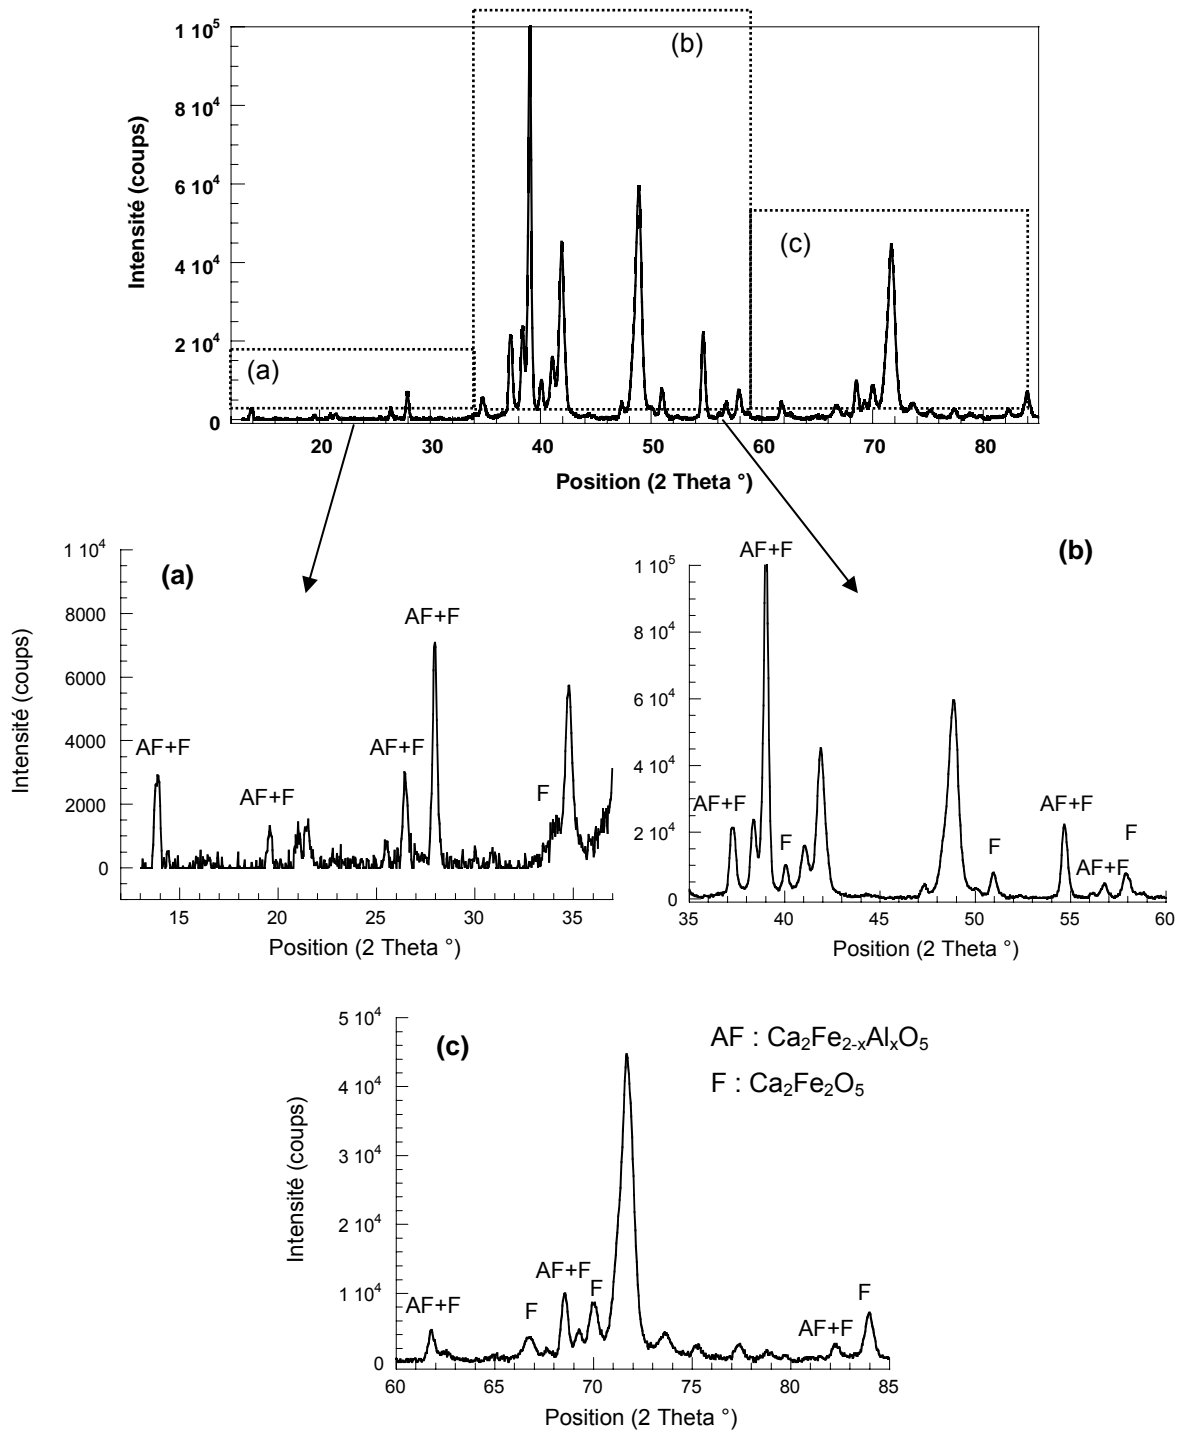 1 10⁵
8 10⁴
6 10⁴
4 10⁴
2 10⁴
0
Intensité (coups)
(a)
(b)
(c)
20 30 40 50 60 70 80
Position (2 Theta °)
(a)
1 10⁴
8000
6000
4000
2000
0
Intensité (coups)
AF+F
AF+F
AF+F
AF+F
F
15 20 25 30 35
Position (2 Theta °)
(b)
1 10⁵
8 10⁴
6 10⁴
4 10⁴
2 10⁴
0
AF+F
AF+F
F
F
AF+F
AF+F
F
35 40 45 50 55 60
Position (2 Theta °)
(c)
5 10⁴
4 10⁴
3 10⁴
2 10⁴
1 10⁴
0
Intensité (coups)
AF+F
F
AF+F
F
AF+F
F
60 65 70 75 80 85
Position (2 Theta °)
AF : Ca₂Fe₂₋ₓAlₓO₅
F : Ca₂Fe₂O₅